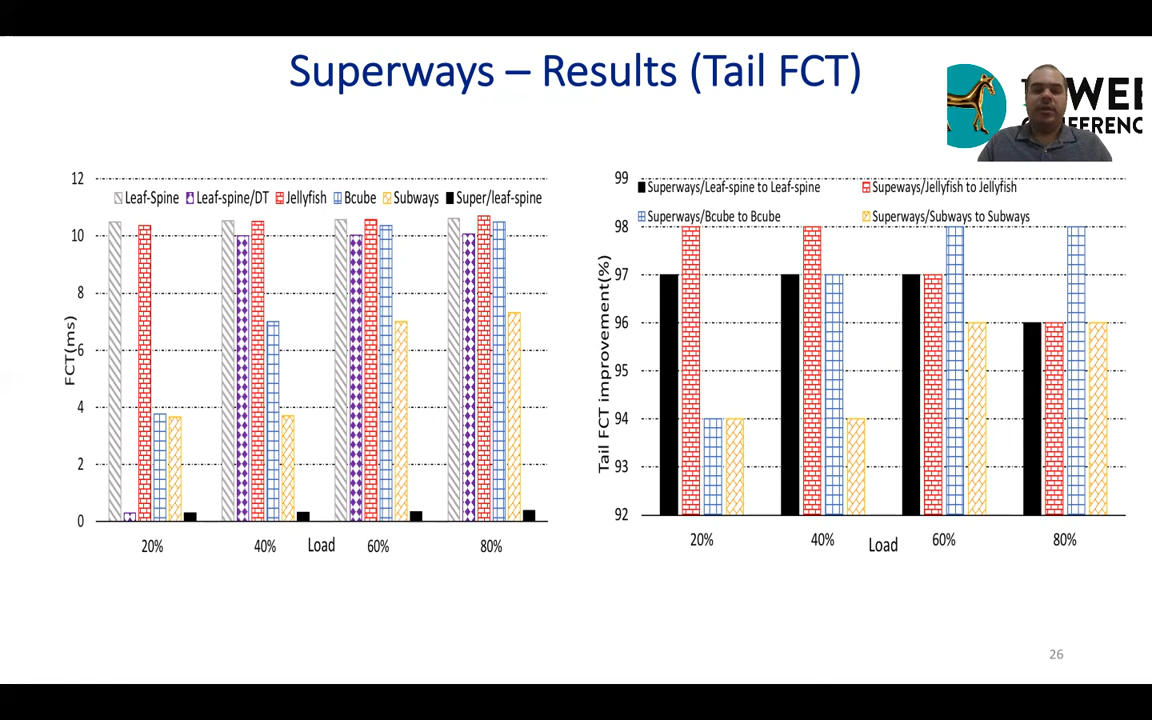 Superways – Results (Tail FCT)
WEB
CONFERENC
12
10
8
6
4
2
0
FCT(ms)
Leaf-Spine Leaf-spine/DT Jellyfish Bcube Subways Super/leaf-spine
20% 40% Load 60% 80%
99
98
97
96
95
94
93
92
Tail FCT improvement(%)
Superways/Leaf-spine to Leaf-spine Supeways/Jellyfish to Jellyfish
Superways/Bcube to Bcube Superways/Subways to Subways
20% 40% Load 60% 80%
26